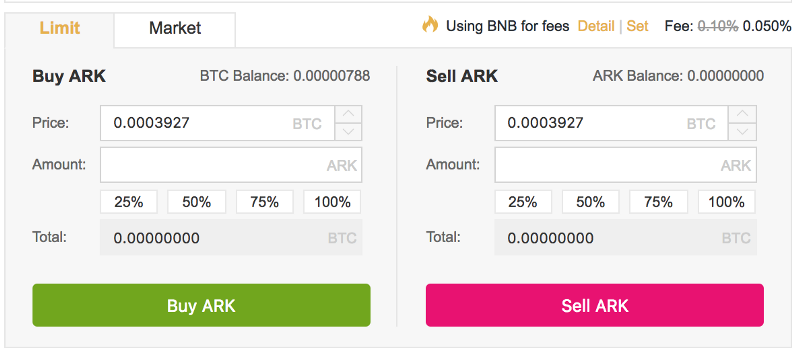 Limit Market Using BNB for fees Detail | Set Fee: 0.10% 0.050%
Buy ARK BTC Balance: 0.00000788
Price: 0.0003927 BTC
Amount: ARK
25% 50% 75% 100%
Total: 0.00000000 BTC
Buy ARK
Sell ARK ARK Balance: 0.00000000
Price: 0.0003927 BTC
Amount: ARK
25% 50% 75% 100%
Total: 0.00000000 BTC
Sell ARK